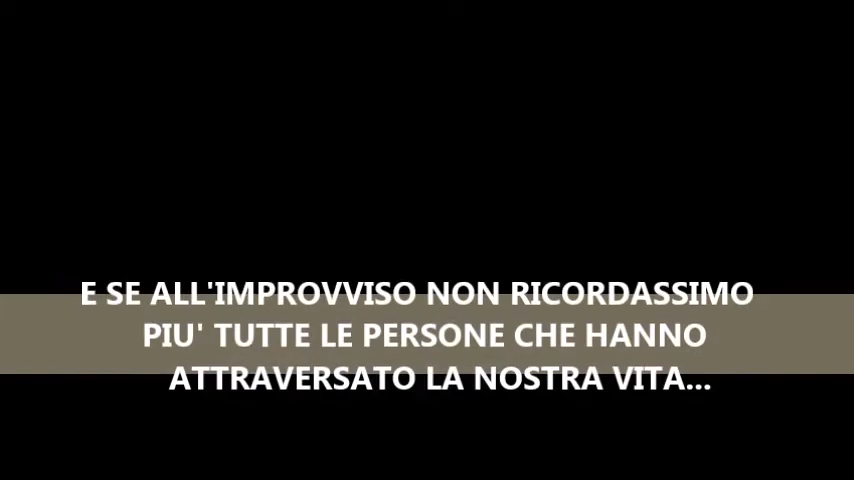 E SE ALL'IMPROVVISO NON RICORDASSIMO
PIU' TUTTE LE PERSONE CHE HANNO
ATTRAVERSATO LA NOSTRA VITA...